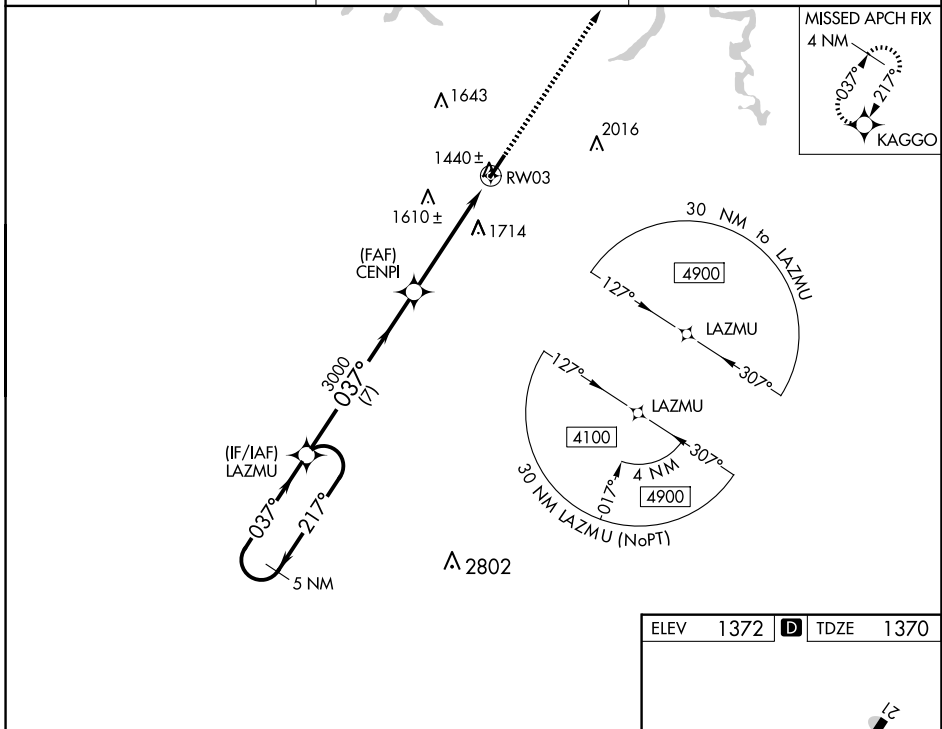 MISSED APCH FIX
4 NM
037°
217°
KAGGO
1643
2016
1440 ±
RW03
1610 ±
1714
(FAF)
CENPI
30 NM to LAZMU
4900
127°
LAZMU
307°
3000
037°
(7)
127°
LAZMU
4100
307°
4 NM
017°
4900
30 NM LAZMU (NoPT)
(IF/IAF)
LAZMU
037°
217°
5 NM
2802
ELEV 1372 D TDZE 1370
21